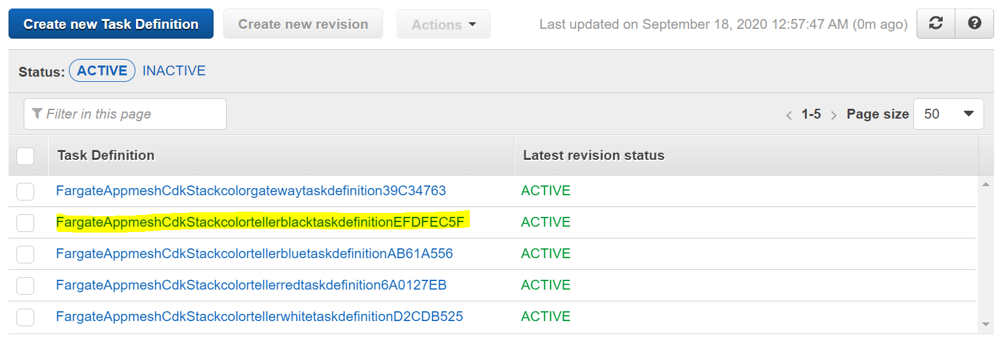 Create new Task Definition Create new revision Actions Last updated on September 18, 2020 12:57:47 AM (0m ago)
Status: ACTIVE INACTIVE
Filter in this page 1-5 Page size 50
Task Definition Latest revision status
FargateAppmeshCdkStackcolorgatewaytaskdefinition39C34763 ACTIVE
FargateAppmeshCdkStackcolortellerblacktaskdefinitionEFDFEC5F ACTIVE
FargateAppmeshCdkStackcolortellerbluetaskdefinitionAB61A556 ACTIVE
FargateAppmeshCdkStackcolortellerredtaskdefinition6A0127EB ACTIVE
FargateAppmeshCdkStackcolortellerwhitetaskdefinitionD2CDB525 ACTIVE